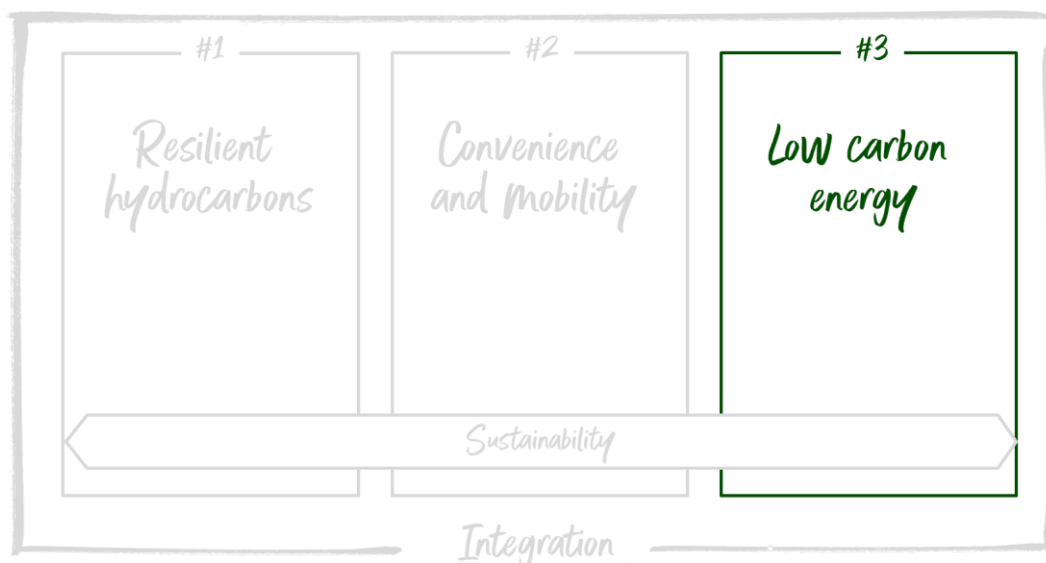 #1
Resilient
hydrocarbons
#2
Convenience
and mobility
#3
Low carbon
energy
Sustainability
Integration